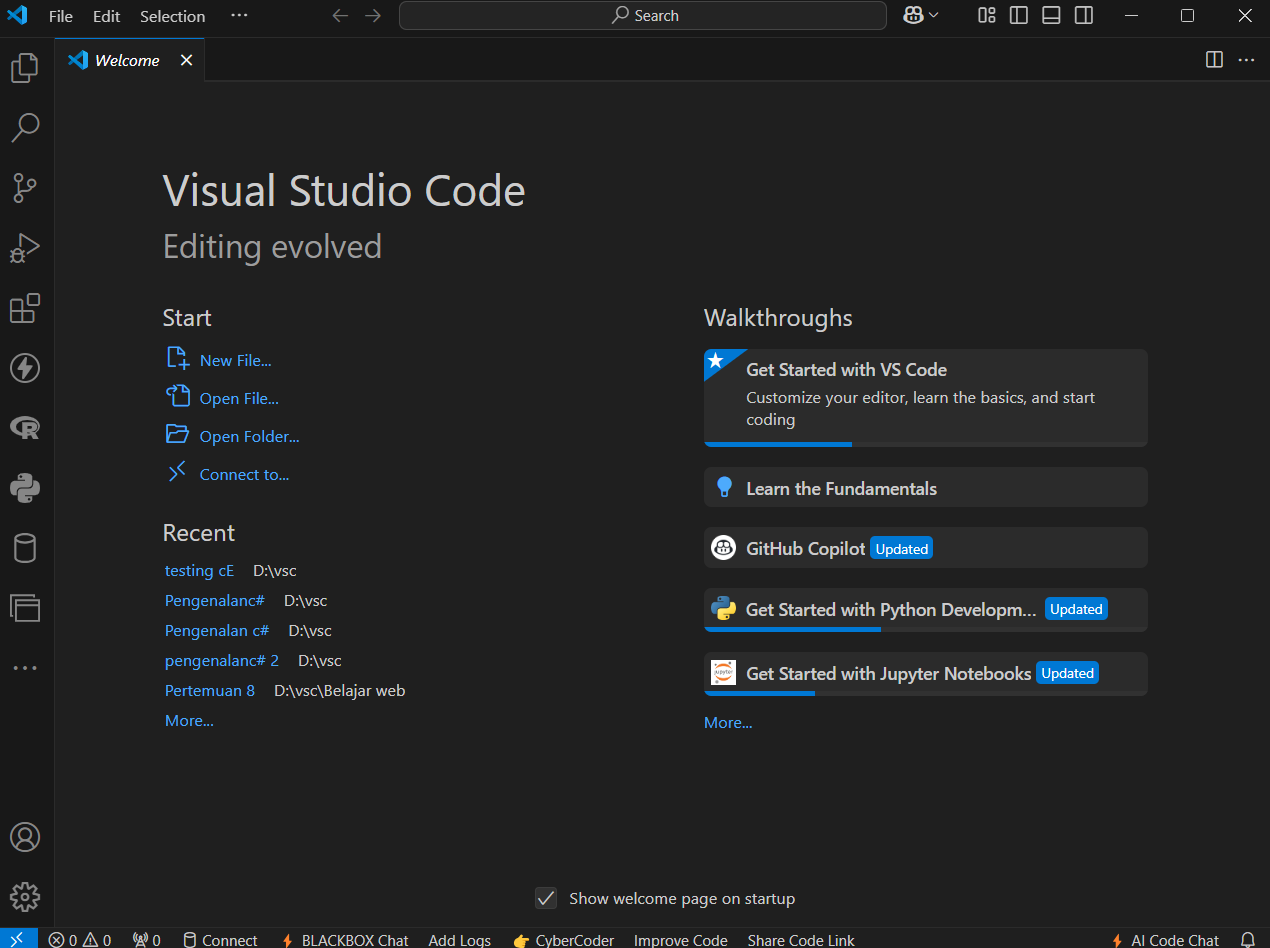 File Edit Selection ··· Search
Welcome
Visual Studio Code
Editing evolved
Start
New File...
Open File...
Open Folder...
Connect to...
Recent
testing cE D:\vsc
Pengenalanc# D:\vsc
Pengenalan c# D:\vsc
pengenalanc# 2 D:\vsc
Pertemuan 8 D:\vsc\Belajar web
More...
Walkthroughs
Get Started with VS Code
Customize your editor, learn the basics, and start
coding
Learn the Fundamentals
GitHub Copilot Updated
Get Started with Python Developm... Updated
jupyter
Get Started with Jupyter Notebooks Updated
More...
Show welcome page on startup
0 0 0 Connect BLACKBOX Chat Add Logs CyberCoder Improve Code Share Code Link AI Code Chat